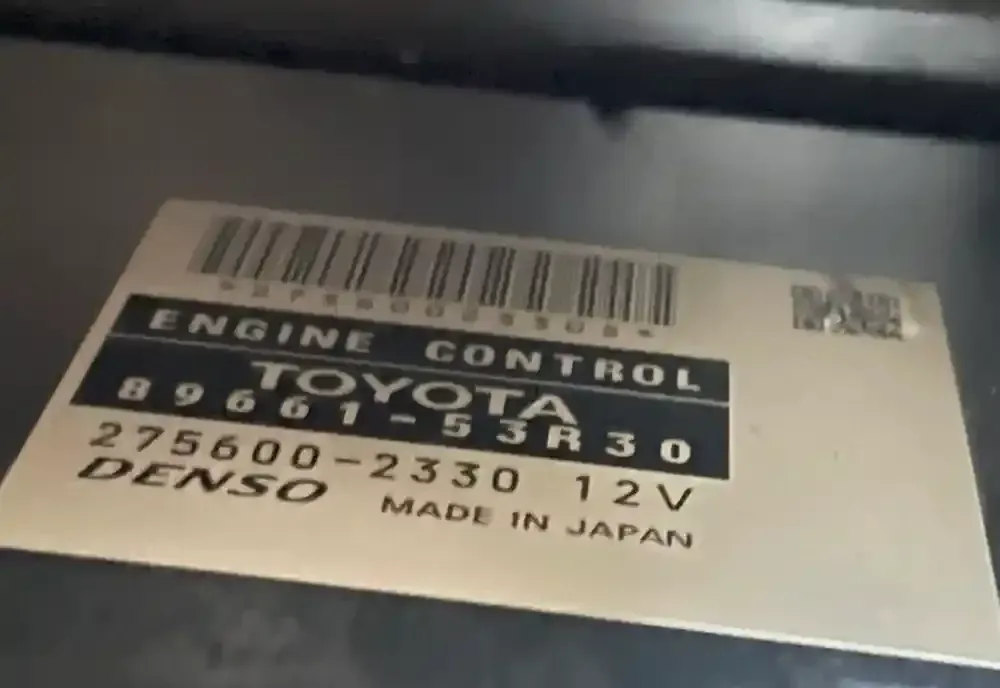 ENGINE CONTROL
TOYOTA
89661-53R30
275600-2330 12V
DENSO
MADE IN JAPAN